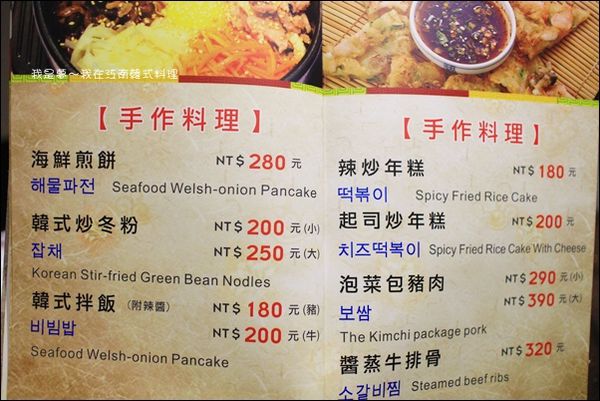 我是夢～我在巧南韓式料理
【手作料理】
海鮮煎餅 NT$ 280 元
해물파전 Seafood Welsh-onion Pancake
韓式炒冬粉 NT$ 200 元(小)
잡채 NT$ 250 元(大)
Korean Stir-fried Green Bean Noodles
韓式拌飯 (附辣醬) NT$ 180 元(豬)
비빔밥 NT$ 200 元(牛)
Seafood Welsh-onion Pancake
【手作料理】
辣炒年糕 NT$ 180 元
떡볶이 Spicy Fried Rice Cake
起司炒年糕 NT$ 200 元
치즈떡볶이 Spicy Fried Rice Cake With Cheese
泡菜包豬肉 NT$ 290 元(小)
보쌈 NT$ 390 元(大)
The Kimchi package pork
醬蒸牛排骨 NT$ 320 元
소갈비찜 Steamed beef ribs